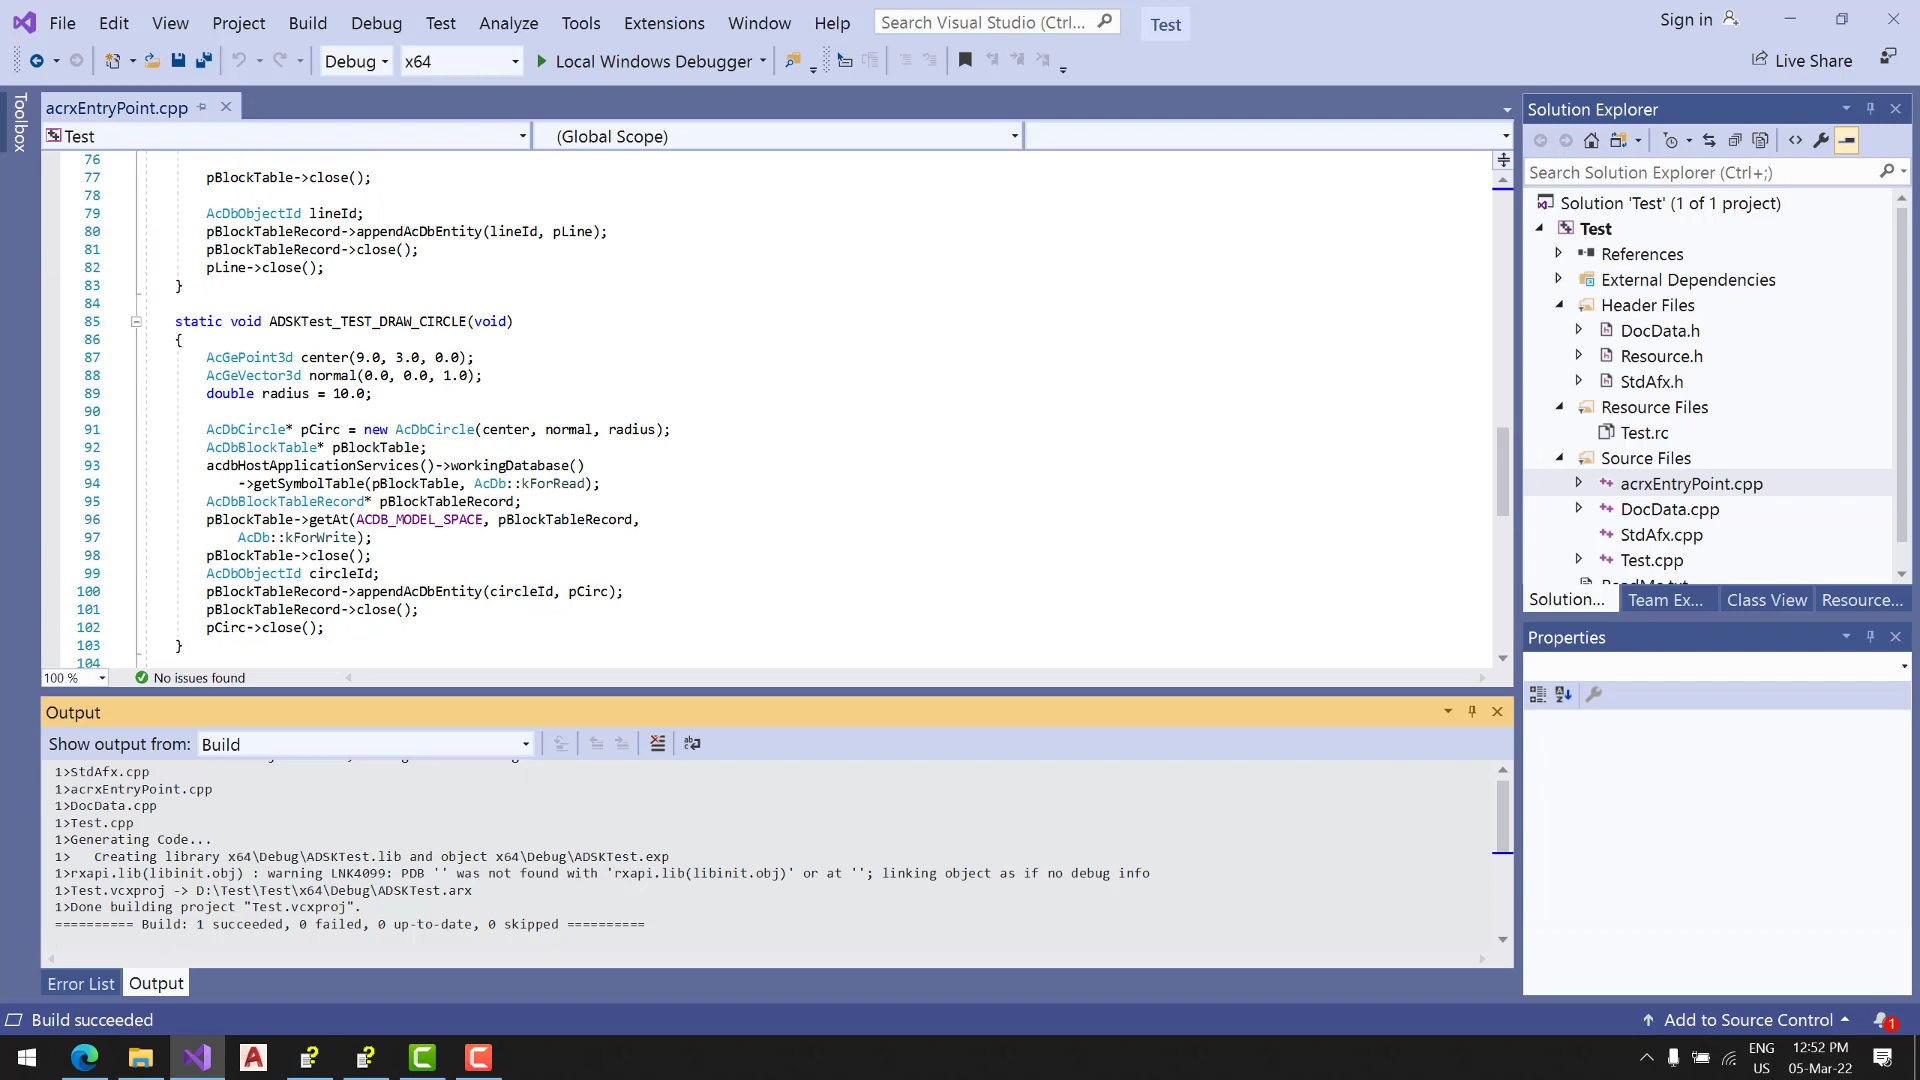 File Edit View Project Build Debug Test Analyze Tools Extensions Window Help Search Visual Studio (Ctrl... Test Sign in
Debug x64 Local Windows Debugger Live Share
Toolbox
acrxEntryPoint.cpp
Test (Global Scope)
76
77 pBlockTable->close();
78
79 AcDbObjectId lineId;
80 pBlockTableRecord->appendAcDbEntity(lineId, pLine);
81 pBlockTableRecord->close();
82 pLine->close();
83 }
84
85 static void ADSKTest_TEST_DRAW_CIRCLE(void)
86 {
87 AcGePoint3d center(9.0, 3.0, 0.0);
88 AcGeVector3d normal(0.0, 0.0, 1.0);
89 double radius = 10.0;
90
91 AcDbCircle* pCirc = new AcDbCircle(center, normal, radius);
92 AcDbBlockTable* pBlockTable;
93 acdbHostApplicationServices()->workingDatabase()
94 ->getSymbolTable(pBlockTable, AcDb::kForRead);
95 AcDbBlockTableRecord* pBlockTableRecord;
96 pBlockTable->getAt(ACDB_MODEL_SPACE, pBlockTableRecord,
97 AcDb::kForWrite);
98 pBlockTable->close();
99 AcDbObjectId circleId;
100 pBlockTableRecord->appendAcDbEntity(circleId, pCirc);
101 pBlockTableRecord->close();
102 pCirc->close();
103 }
104
100 % No issues found
Output
Show output from: Build
1>StdAfx.cpp
1>acrxEntryPoint.cpp
1>DocData.cpp
1>Test.cpp
1>Generating Code...
1> Creating library x64\Debug\ADSKTest.lib and object x64\Debug\ADSKTest.exp
1>rxapi.lib(libinit.obj) : warning LNK4099: PDB '' was not found with 'rxapi.lib(libinit.obj)' or at ''; linking object as if no debug info
1>Test.vcxproj -> D:\Test\Test\x64\Debug\ADSKTest.arx
1>Done building project "Test.vcxproj".
========== Build: 1 succeeded, 0 failed, 0 up-to-date, 0 skipped ==========
Error List Output
Solution Explorer
Search Solution Explorer (Ctrl+;)
Solution 'Test' (1 of 1 project)
Test
References
External Dependencies
Header Files
DocData.h
Resource.h
StdAfx.h
Resource Files
Test.rc
Source Files
acrxEntryPoint.cpp
DocData.cpp
StdAfx.cpp
Test.cpp
ReadMe.txt
Solution... Team Ex... Class View Resource...
Properties
Build succeeded Add to Source Control 1
ENG 12:52 PM
US 05-Mar-22